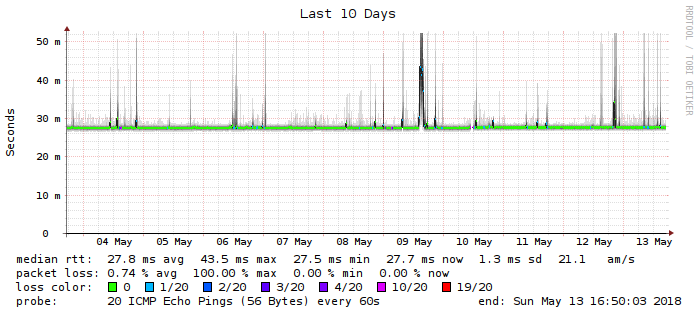 Last 10 Days
RRDTOOL / TOBI OETIKER
Seconds
50 m
40 m
30 m
20 m
10 m
0
04 May 05 May 06 May 07 May 08 May 09 May 10 May 11 May 12 May 13 May
median rtt: 27.8 ms avg 43.5 ms max 27.5 ms min 27.7 ms now 1.3 ms sd 21.1 am/s
packet loss: 0.74 % avg 100.00 % max 0.00 % min 0.00 % now
loss color: 0 1/20 2/20 3/20 4/20 10/20 19/20
probe: 20 ICMP Echo Pings (56 Bytes) every 60s end: Sun May 13 16:50:03 2018